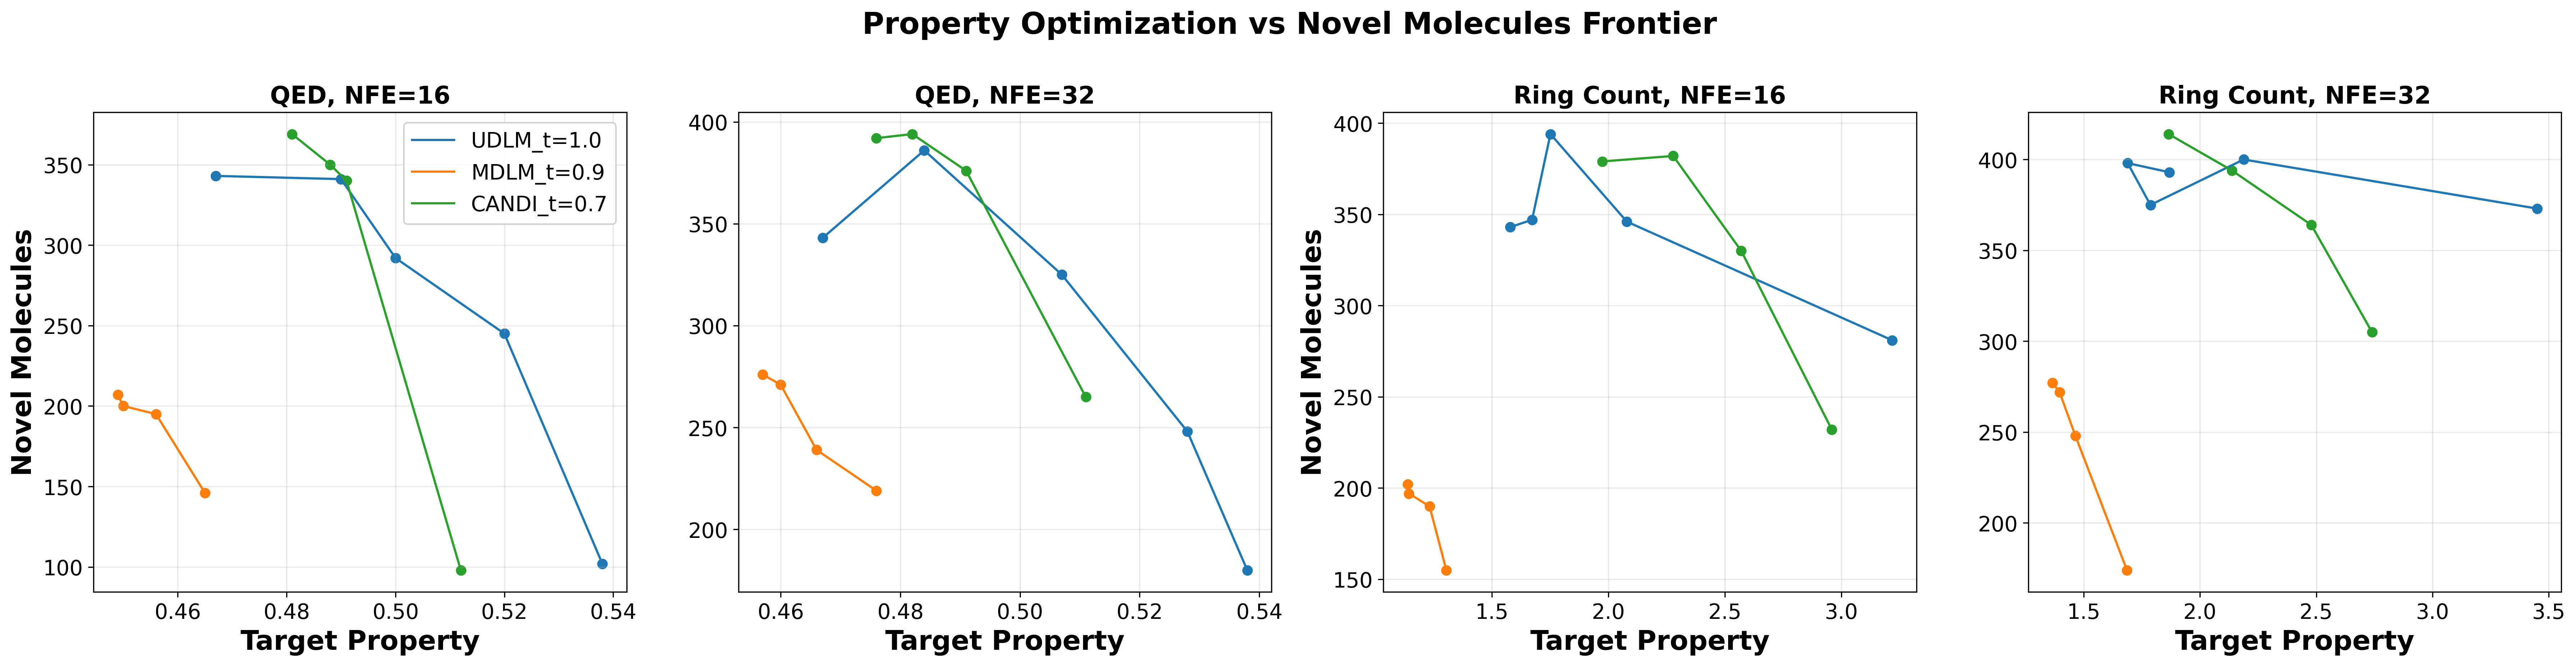 Property Optimization vs Novel Molecules Frontier
QED, NFE=16
Novel Molecules
350
300
250
200
150
100
0.46 0.48 0.50 0.52 0.54
Target Property
UDLM_t=1.0
MDLM_t=0.9
CANDI_t=0.7
QED, NFE=32
400
350
300
250
200
0.46 0.48 0.50 0.52 0.54
Target Property
Ring Count, NFE=16
Novel Molecules
400
350
300
250
200
150
1.5 2.0 2.5 3.0
Target Property
Ring Count, NFE=32
400
350
300
250
200
1.5 2.0 2.5 3.0 3.5
Target Property